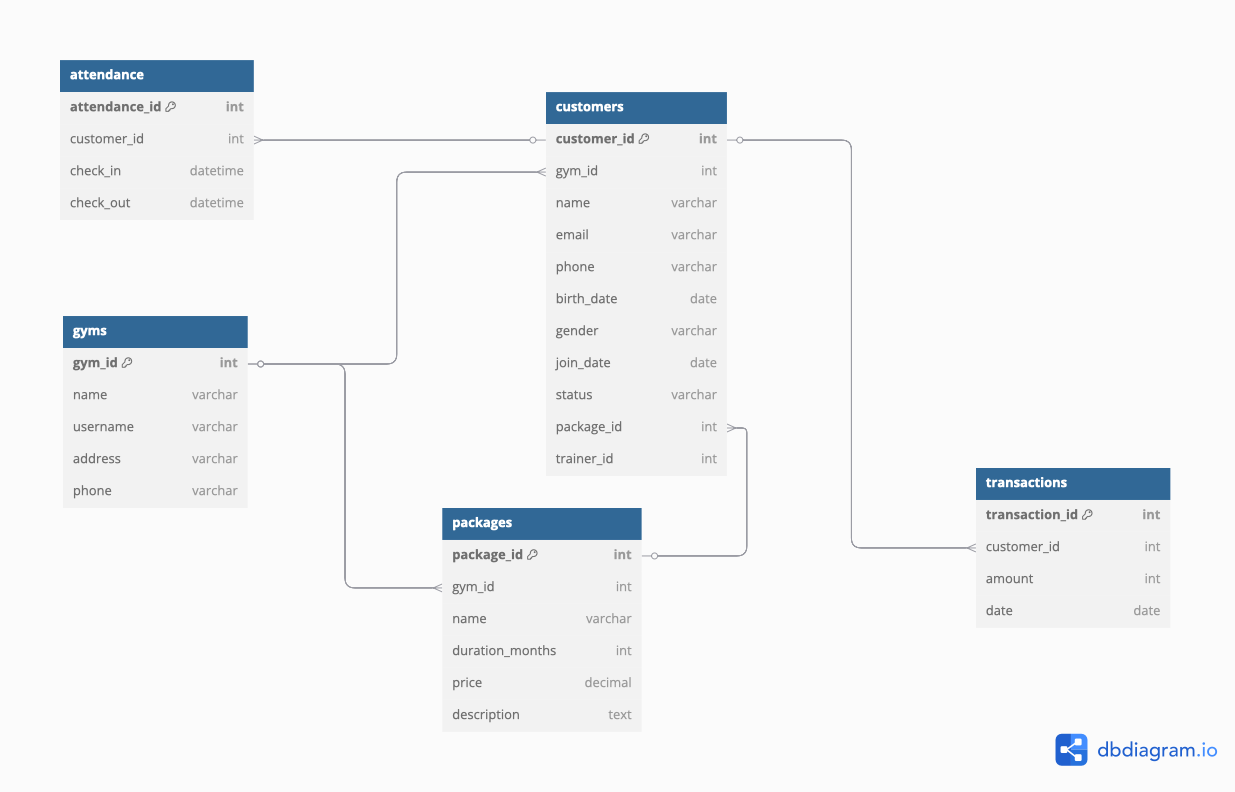 attendance
attendance_id int
customer_id int
check_in datetime
check_out datetime
customers
customer_id int
gym_id int
name varchar
email varchar
phone varchar
birth_date date
gender varchar
join_date date
status varchar
package_id int
trainer_id int
gyms
gym_id int
name varchar
username varchar
address varchar
phone varchar
packages
package_id int
gym_id int
name varchar
duration_months int
price decimal
description text
transactions
transaction_id int
customer_id int
amount int
date date
dbdiagram.io